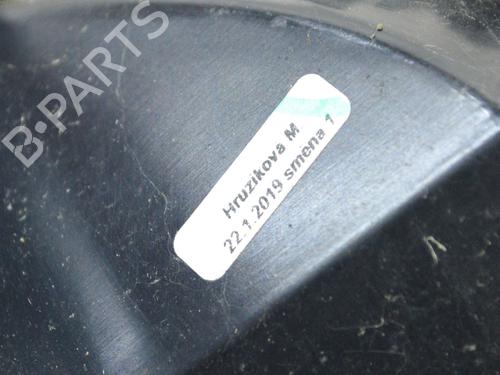 B-PARTS
Hruzikova M
22.1.2019 smena 1